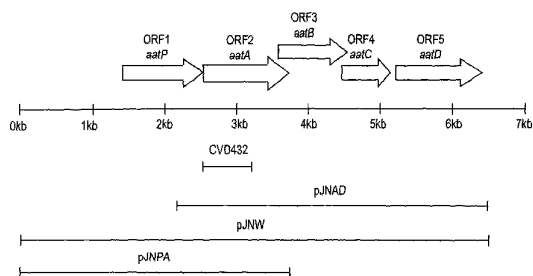 ORF1 ORF2 ORF3 ORF4 ORF5
aatP aatA aatB aatC aatD
0kb 1kb 2kb 3kb 4kb 5kb 6kb 7kb
CVD432
pJNAD
pJNW
pJNPA